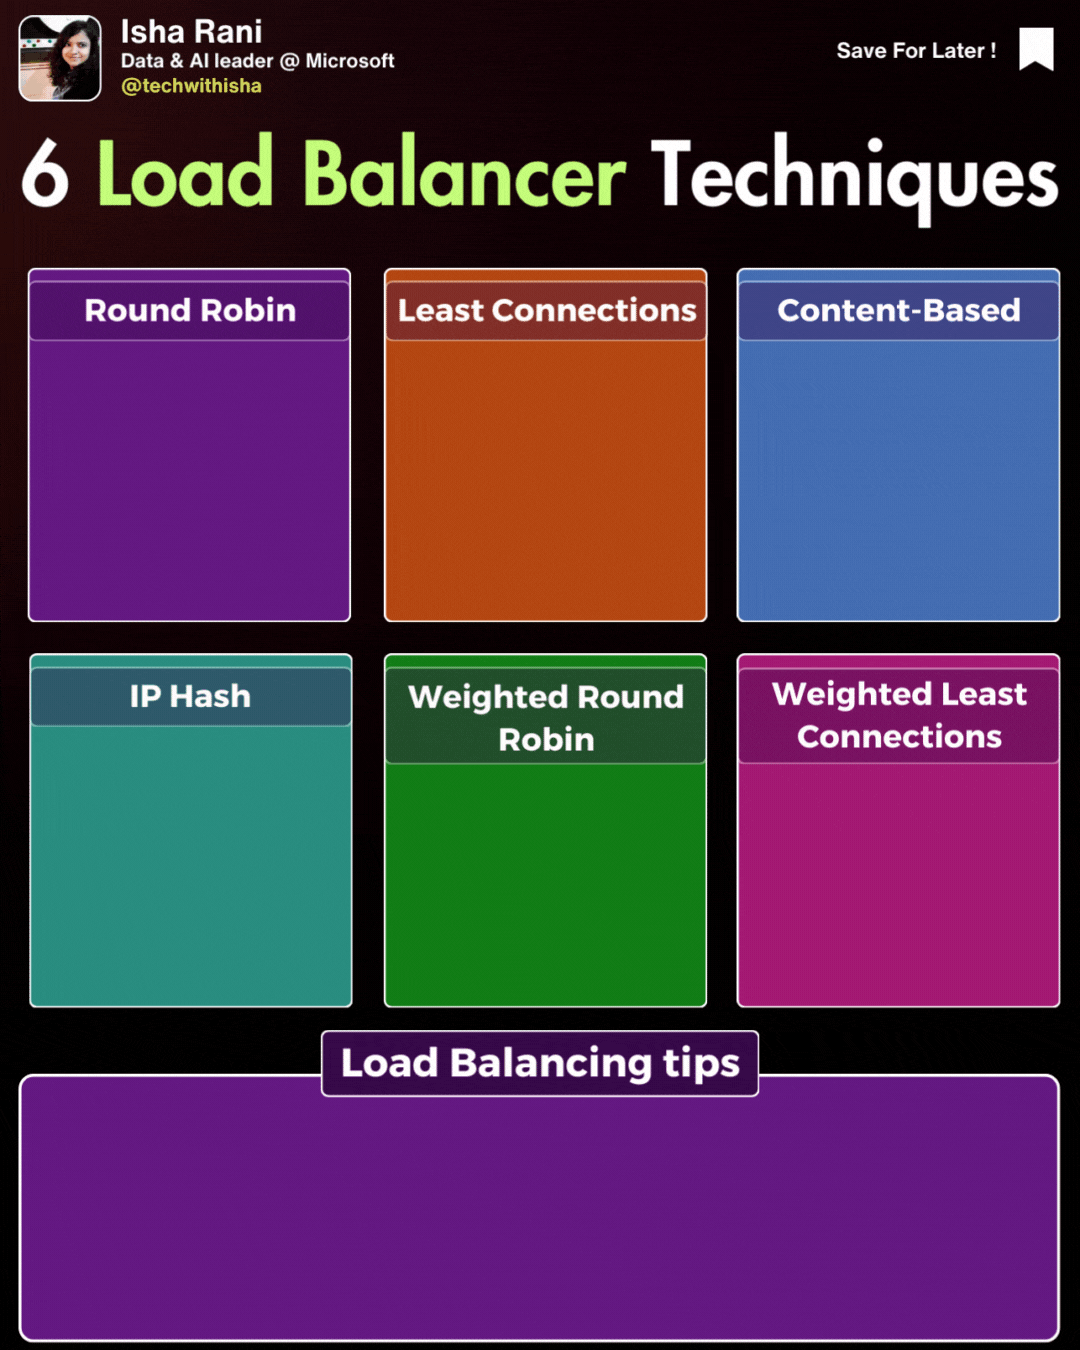 Isha Rani
Data & AI leader @ Microsoft
@techwithisha
Save For Later !
6 Load Balancer Techniques
Round Robin
Least Connections
Content-Based
IP Hash
Weighted Round
Robin
Weighted Least
Connections
Load Balancing tips